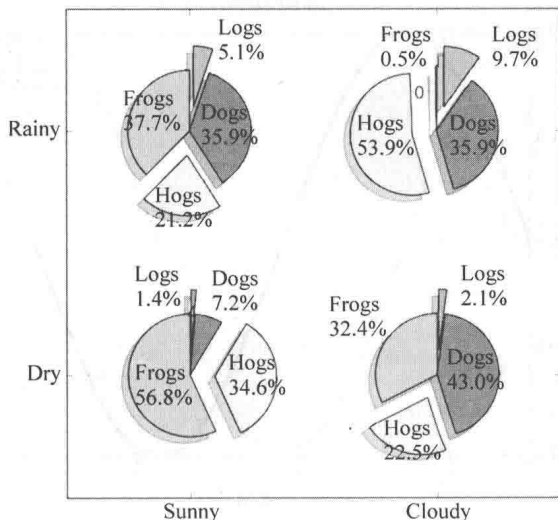 Logs
5.1%
Frogs
37.7%
Dogs
35.9%
Hogs
21.2%
Frogs
0.5%
0
Logs
9.7%
Hogs
53.9%
Dogs
35.9%
Rainy
Logs
1.4%
Dogs
7.2%
Frogs
56.8%
Hogs
34.6%
Logs
2.1%
Frogs
32.4%
Dogs
43.0%
Hogs
22.5%
Dry
Sunny
Cloudy